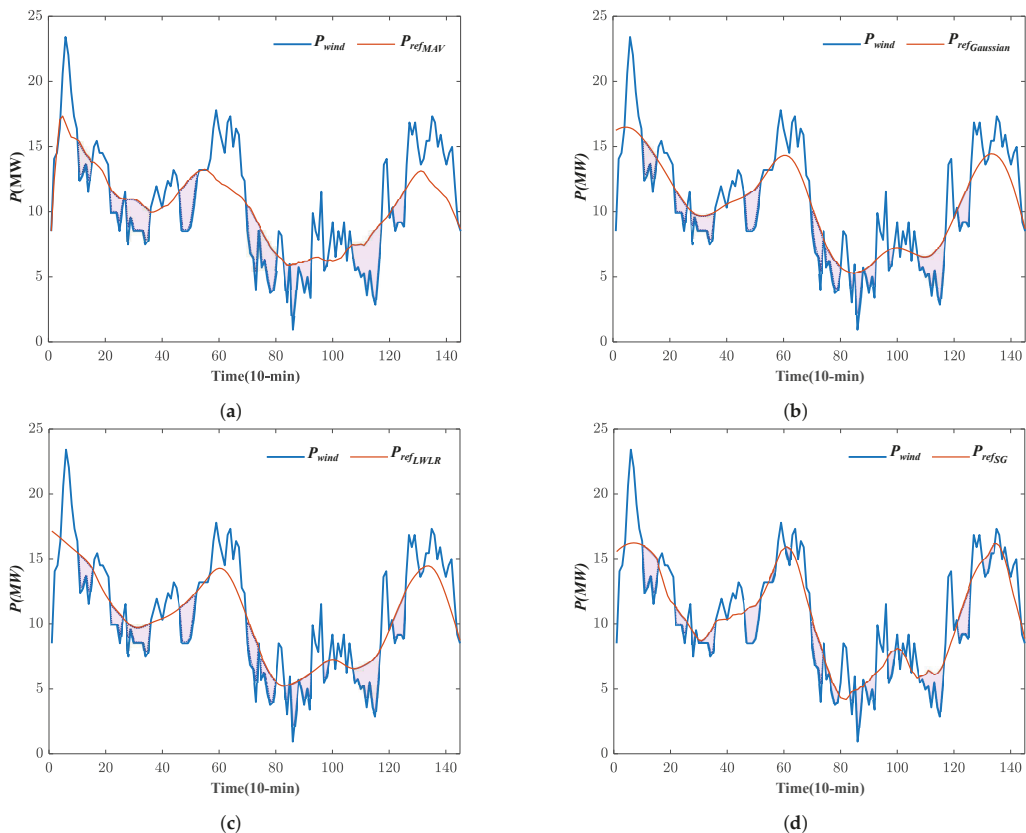 25
20
15
10
5
0
P(MW)
P_wind P_ref_MAV
0 20 40 60 80 100 120 140
Time(10-min)
(a)
25
20
15
10
5
0
P(MW)
P_wind P_ref_Gaussian
0 20 40 60 80 100 120 140
Time(10-min)
(b)
25
20
15
10
5
0
P(MW)
P_wind P_ref_LWLR
0 20 40 60 80 100 120 140
Time(10-min)
(c)
25
20
15
10
5
0
P(MW)
P_wind P_ref_SG
0 20 40 60 80 100 120 140
Time(10-min)
(d)